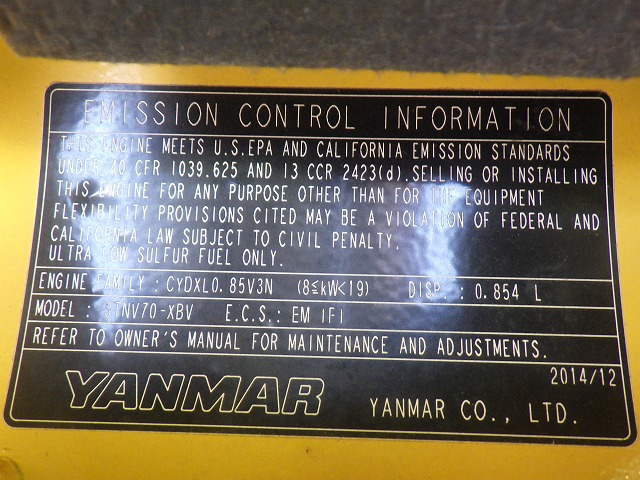 EMISSION CONTROL INFORMATION
THIS ENGINE MEETS U.S.EPA AND CALIFORNIA EMISSION STANDARDS
UNDER 40 CFR 1039.625 AND 13 CCR 2423(d).SELLING OR INSTALLING
THIS ENGINE FOR ANY PURPOSE OTHER THAN FOR THE EQUIPMENT
FLEXIBILITY PROVISIONS CITED MAY BE A VIOLATION OF FEDERAL AND
CALIFORNIA LAW SUBJECT TO CIVIL PENALTY.
ULTRA LOW SULFUR FUEL ONLY.
ENGINE FAMILY : CYDXL0.85V3N (8≦kW<19) DISP. : 0.854 L
MODEL : 3TNV70-XBV E.C.S.: EM IFI
REFER TO OWNER'S MANUAL FOR MAINTENANCE AND ADJUSTMENTS.
2014/12
YANMAR YANMAR CO., LTD.